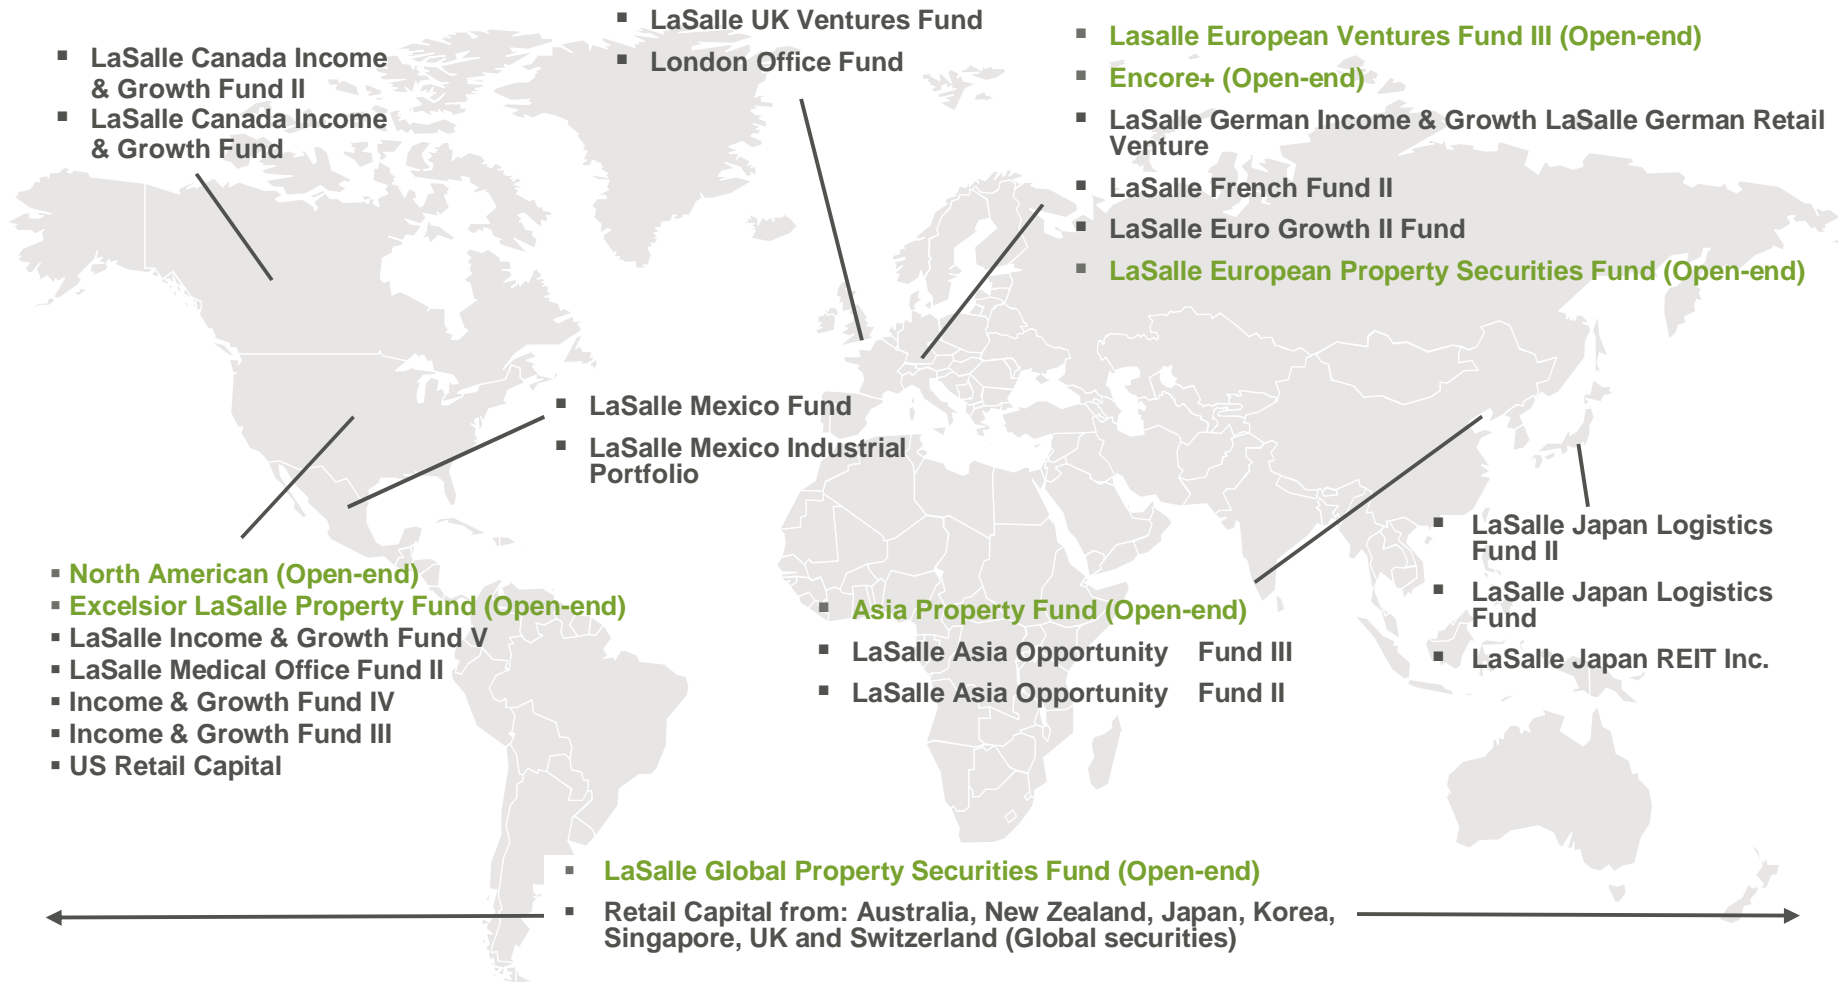 LaSalle Canada Income
& Growth Fund II
LaSalle Canada Income
& Growth Fund
LaSalle UK Ventures Fund
London Office Fund
Lasalle European Ventures Fund III (Open-end)
Encore+ (Open-end)
LaSalle German Income & Growth LaSalle German Retail
Venture
LaSalle French Fund II
LaSalle Euro Growth II Fund
LaSalle European Property Securities Fund (Open-end)
LaSalle Mexico Fund
LaSalle Mexico Industrial
Portfolio
North American (Open-end)
Excelsior LaSalle Property Fund (Open-end)
LaSalle Income & Growth Fund V
LaSalle Medical Office Fund II
Income & Growth Fund IV
Income & Growth Fund III
US Retail Capital
Asia Property Fund (Open-end)
LaSalle Asia Opportunity Fund III
LaSalle Asia Opportunity Fund II
LaSalle Japan Logistics
Fund II
LaSalle Japan Logistics
Fund
LaSalle Japan REIT Inc.
LaSalle Global Property Securities Fund (Open-end)
Retail Capital from: Australia, New Zealand, Japan, Korea,
Singapore, UK and Switzerland (Global securities)